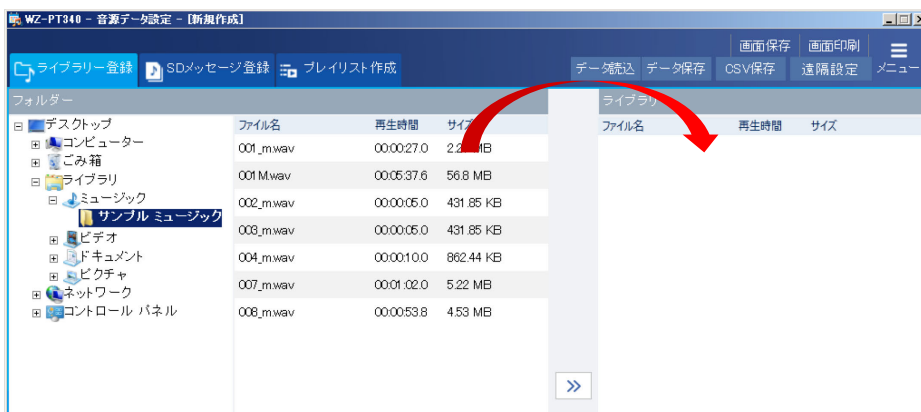 WZ-PT340 - 音源データ設定 - [新規作成]
画面保存 画面印刷
ライブラリー登録 SDメッセージ登録 プレイリスト作成 データ読込 データ保存 CSV保存 遠隔設定 メニュー
フォルダー ライブラリ
デスクトップ
コンピューター
ごみ箱
ライブラリ
ミュージック
サンプル ミュージック
ビデオ
ドキュメント
ピクチャ
ネットワーク
コントロール パネル
ファイル名 再生時間 サイズ
001_m.wav 00:00:27.0 MB
001 M.wav 00:05:37.6 56.8 MB
002_m.wav 00:00:05.0 431.85 KB
003_m.wav 00:00:05.0 431.85 KB
004_m.wav 00:00:10.0 862.44 KB
007_m.wav 00:01:02.0 5.22 MB
008_m.wav 00:00:53.8 4.53 MB
ファイル名 再生時間 サイズ